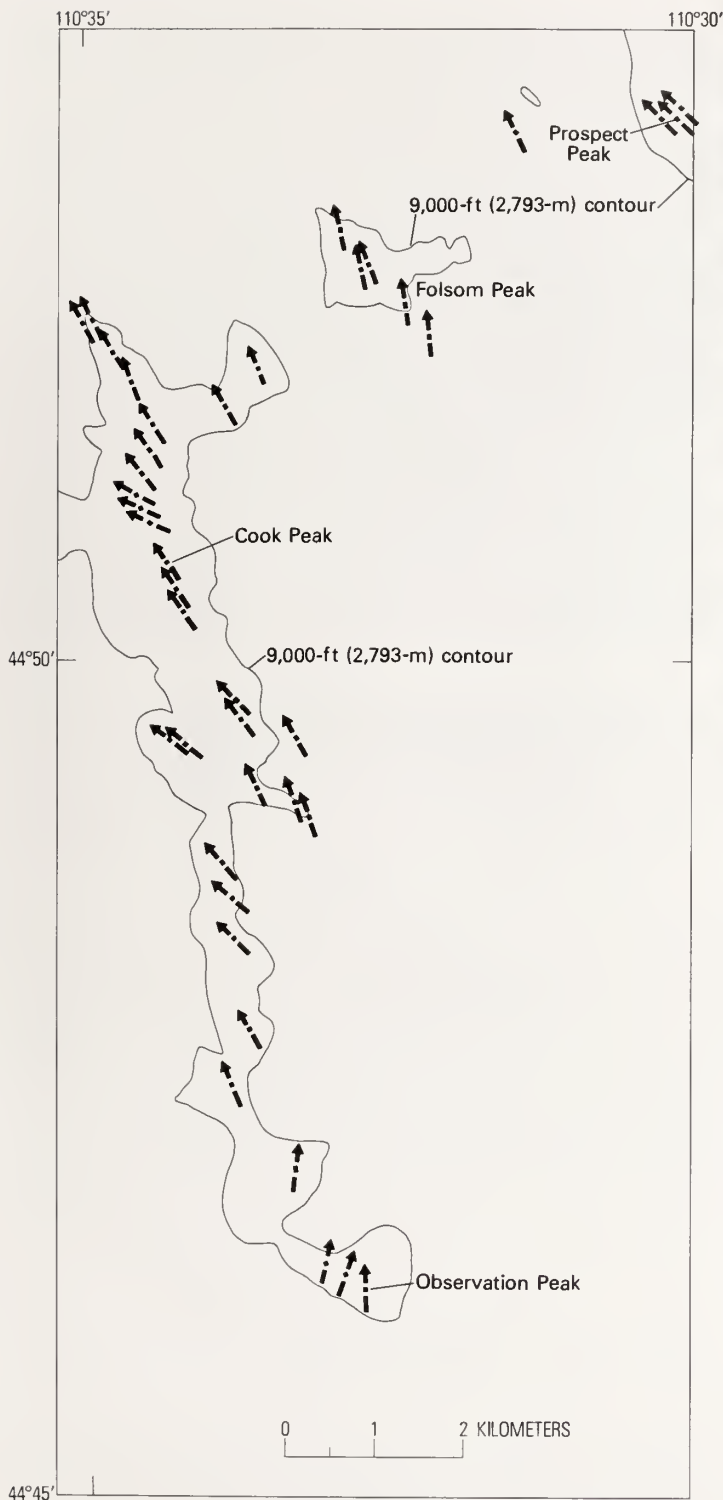 110°35'
110°30'
Prospect
Peak
9,000-ft (2,793-m) contour
Folsom Peak
Cook Peak
44°50'
9,000-ft (2,793-m) contour
Observation Peak
0 1 2 KILOMETERS
44°45'